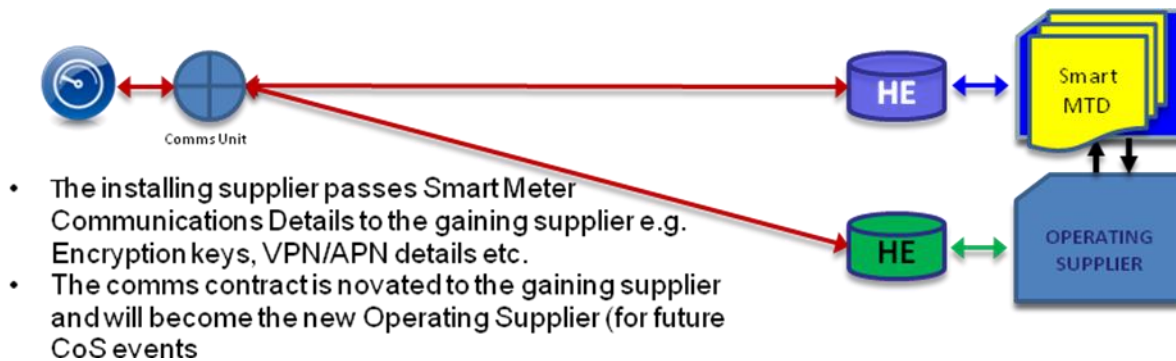 HE
Smart
MTD
Comms Unit
• The installing supplier passes Smart Meter
Communications Details to the gaining supplier e.g.
Encryption keys, VPN/APN details etc.
• The comms contract is novated to the gaining supplier
and will become the new Operating Supplier (for future
CoS events
HE
OPERATING
SUPPLIER